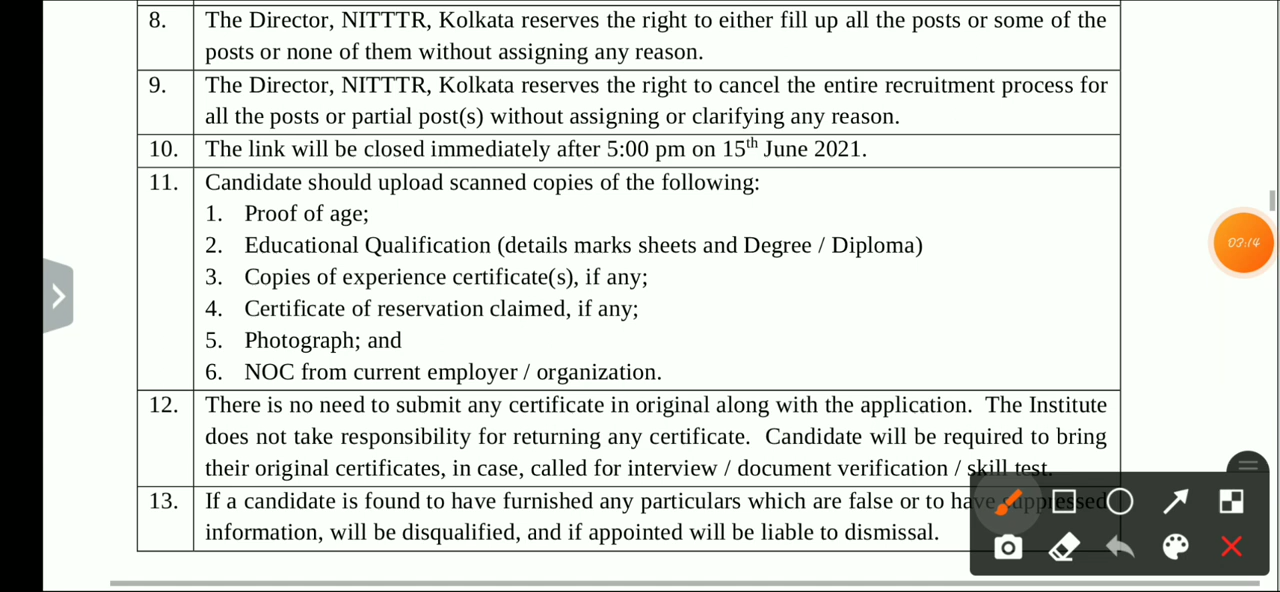 8. The Director, NITTTR, Kolkata reserves the right to either fill up all the posts or some of the
posts or none of them without assigning any reason.
9. The Director, NITTTR, Kolkata reserves the right to cancel the entire recruitment process for
all the posts or partial post(s) without assigning or clarifying any reason.
10. The link will be closed immediately after 5:00 pm on 15th June 2021.
11. Candidate should upload scanned copies of the following:
1. Proof of age;
2. Educational Qualification (details marks sheets and Degree / Diploma)
03:14
3. Copies of experience certificate(s), if any;
4. Certificate of reservation claimed, if any;
5. Photograph; and
6. NOC from current employer / organization.
12. There is no need to submit any certificate in original along with the application. The Institute
does not take responsibility for returning any certificate. Candidate will be required to bring
their original certificates, in case, called for interview / document verification / skill test.
13. If a candidate is found to have furnished any particulars which are false or to have suppressed
information, will be disqualified, and if appointed will be liable to dismissal.